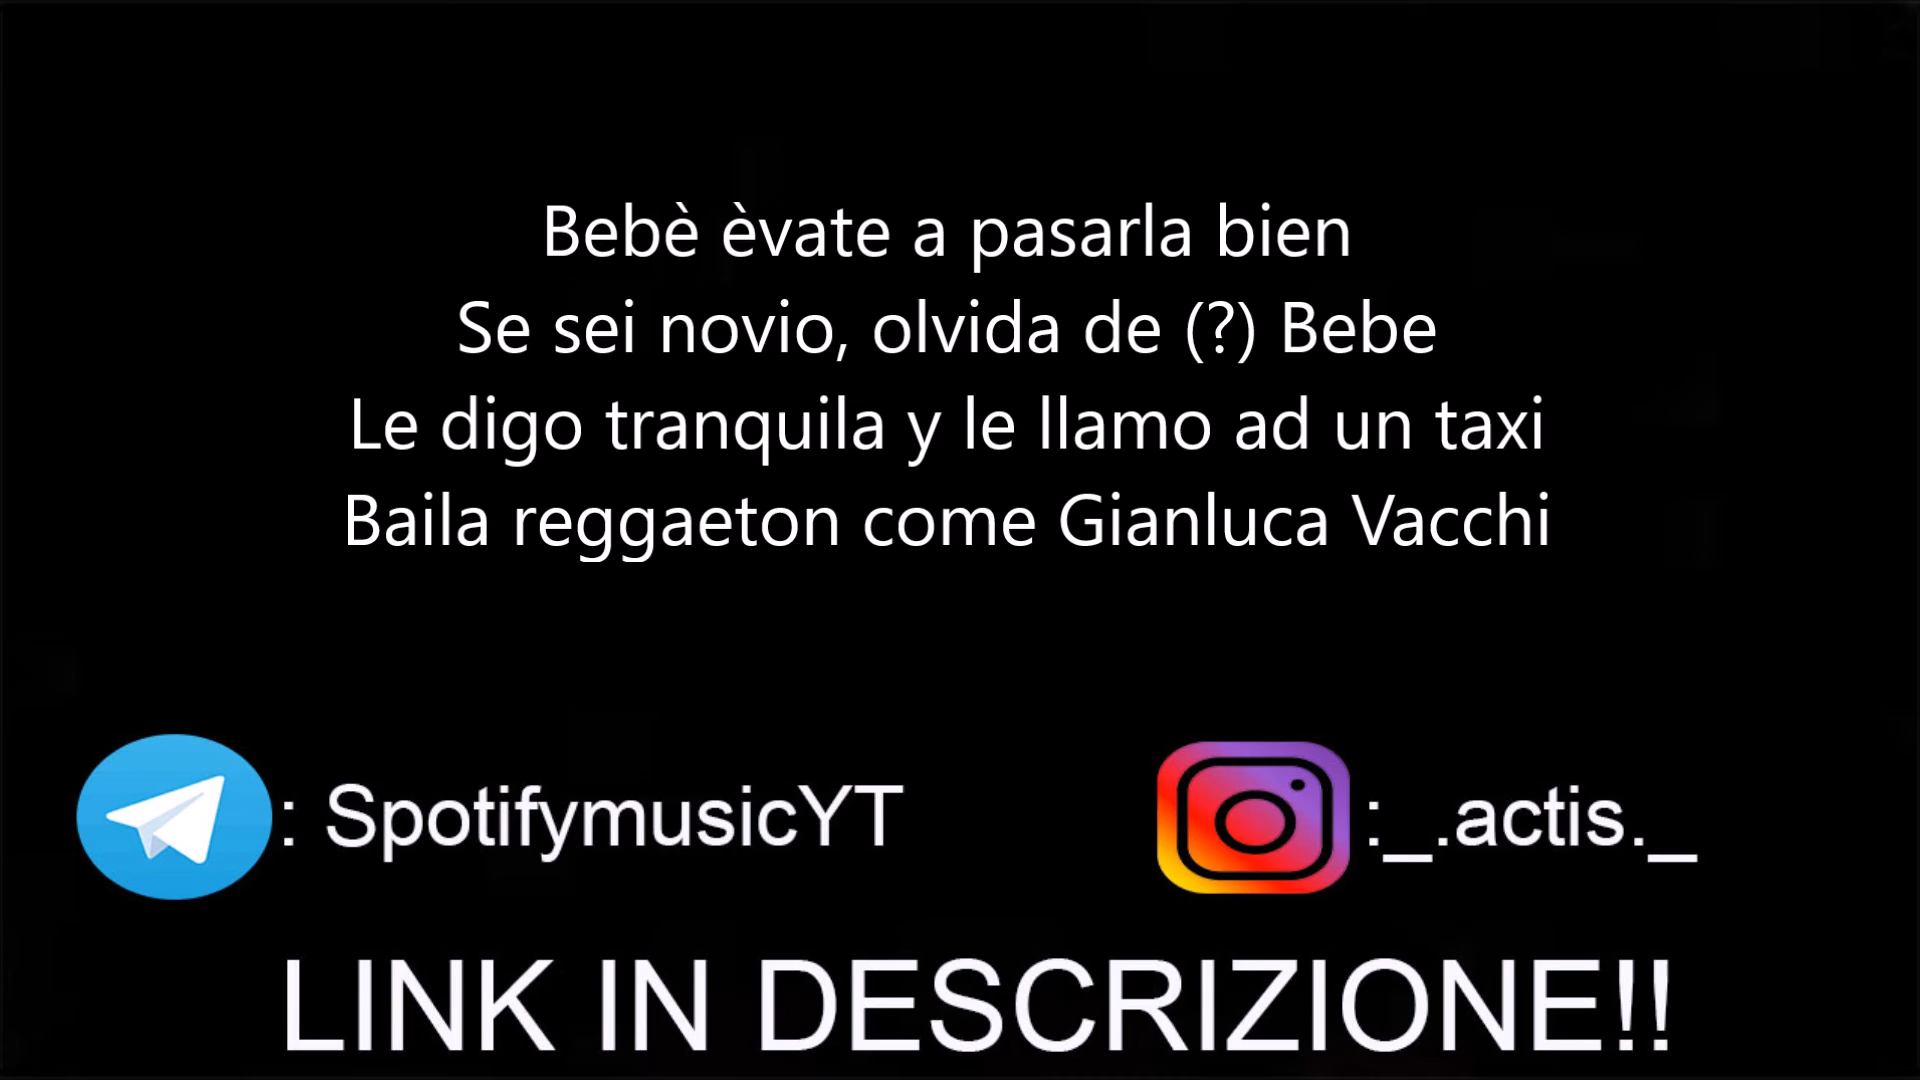 Bebè èvate a pasarla bien
Se sei novio, olvida de (?) Bebe
Le digo tranquila y le llamo ad un taxi
Baila reggaeton come Gianluca Vacchi
: SpotifymusicYT
:_.actis._
LINK IN DESCRIZIONE!!